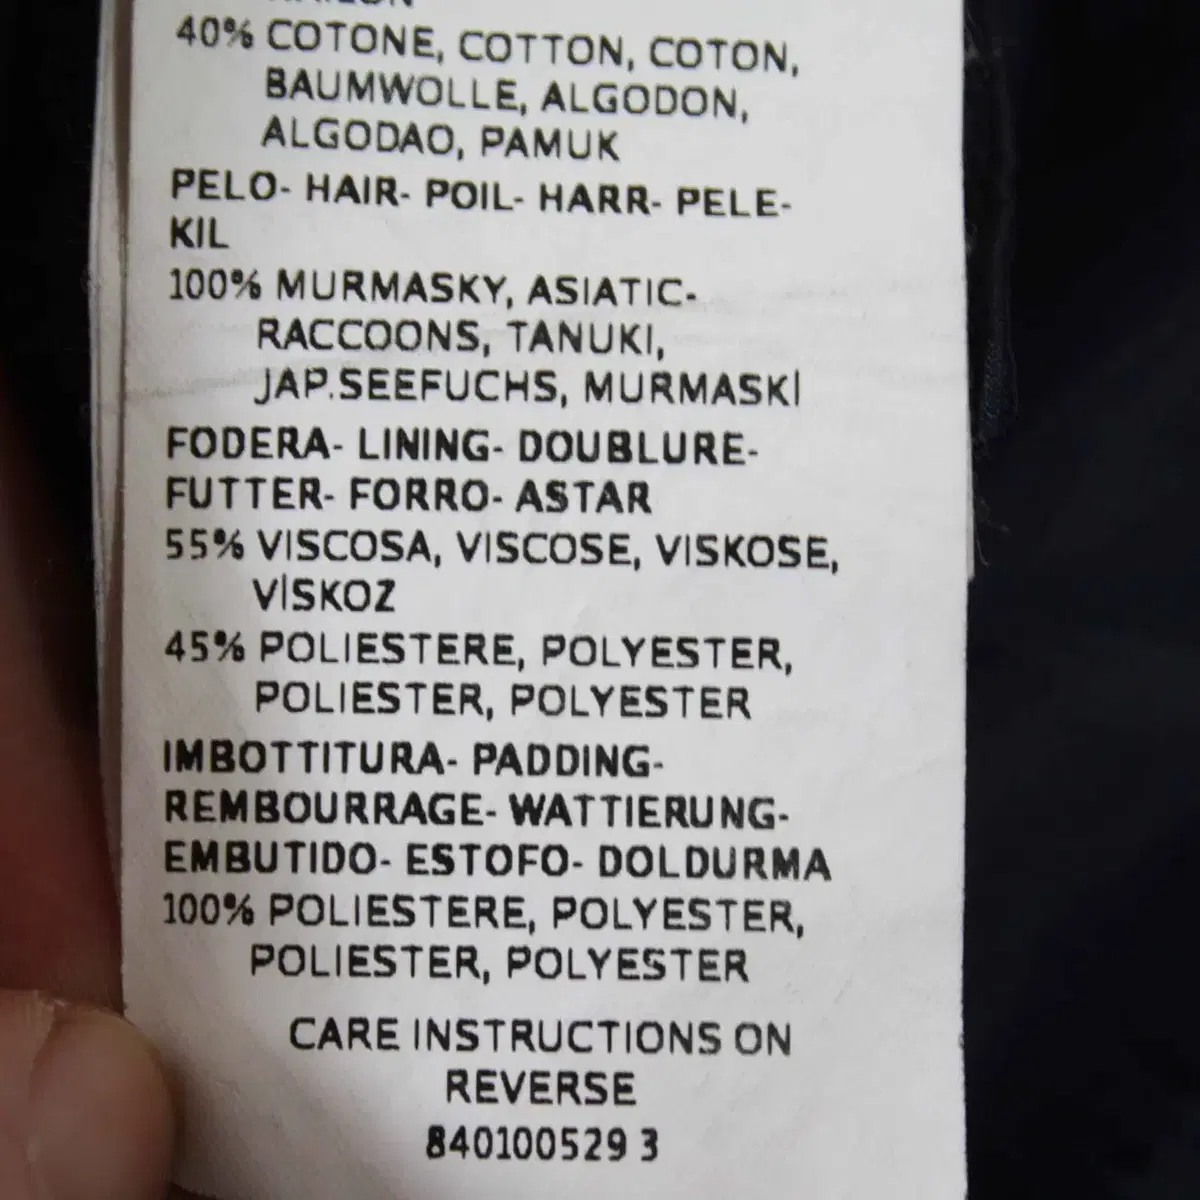 40% COTONE, COTTON, COTON,
BAUMWOLLE, ALGODON,
ALGODAO, PAMUK
PELO- HAIR- POIL- HARR- PELE-
KIL
100% MURMASKY, ASIATIC-
RACCOONS, TANUKI,
JAP.SEEFUCHS, MURMASKİ
FODERA- LINING- DOUBLURE-
FUTTER- FORRO- ASTAR
55% VISCOSA, VISCOSE, VISKOSE,
VİSKOZ
45% POLIESTERE, POLYESTER,
POLIESTER, POLYESTER
IMBOTTITURA- PADDING-
REMBOURRAGE- WATTIERUNG-
EMBUTIDO- ESTOFO- DOLDURMA
100% POLIESTERE, POLYESTER,
POLIESTER, POLYESTER
CARE INSTRUCTIONS ON
REVERSE
840100529 3